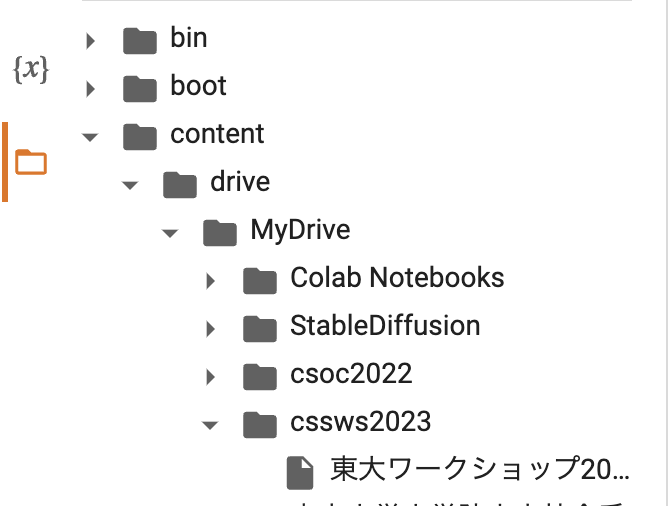 bin
{x}
boot
content
drive
MyDrive
Colab Notebooks
StableDiffusion
csoc2022
cssws2023
東大ワークショップ20...